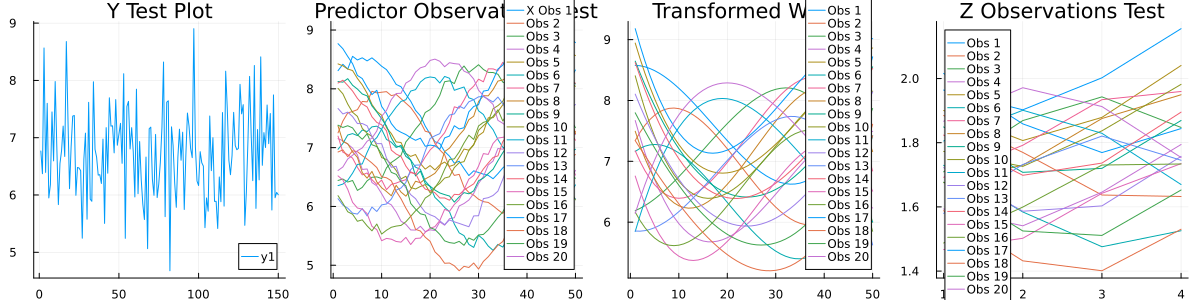 Y Test Plot
9
8
7
6
5
0
50
100
150
y1
Predictor Observat
est
9
8
7
6
5
0
10
20
30
40
50
X Obs 1
Obs 2
Obs 3
Obs 4
Obs 5
Obs 6
Obs 7
Obs 8
Obs 9
Obs 10
Obs 11
Obs 12
Obs 13
Obs 14
Obs 15
Obs 16
Obs 17
Obs 18
Obs 19
Obs 20
Transformed W
9
8
7
6
0
10
20
30
40
50
Obs 1
Obs 2
Obs 3
Obs 4
Obs 5
Obs 6
Obs 7
Obs 8
Obs 9
Obs 10
Obs 11
Obs 12
Obs 13
Obs 14
Obs 15
Obs 16
Obs 17
Obs 18
Obs 19
Obs 20
Z Observations Test
2.0
1.8
1.6
1.4
2
3
4
Obs 1
Obs 2
Obs 3
Obs 4
Obs 5
Obs 6
Obs 7
Obs 8
Obs 9
Obs 10
Obs 11
Obs 12
Obs 13
Obs 14
Obs 15
Obs 16
Obs 17
Obs 18
Obs 19
Obs 20